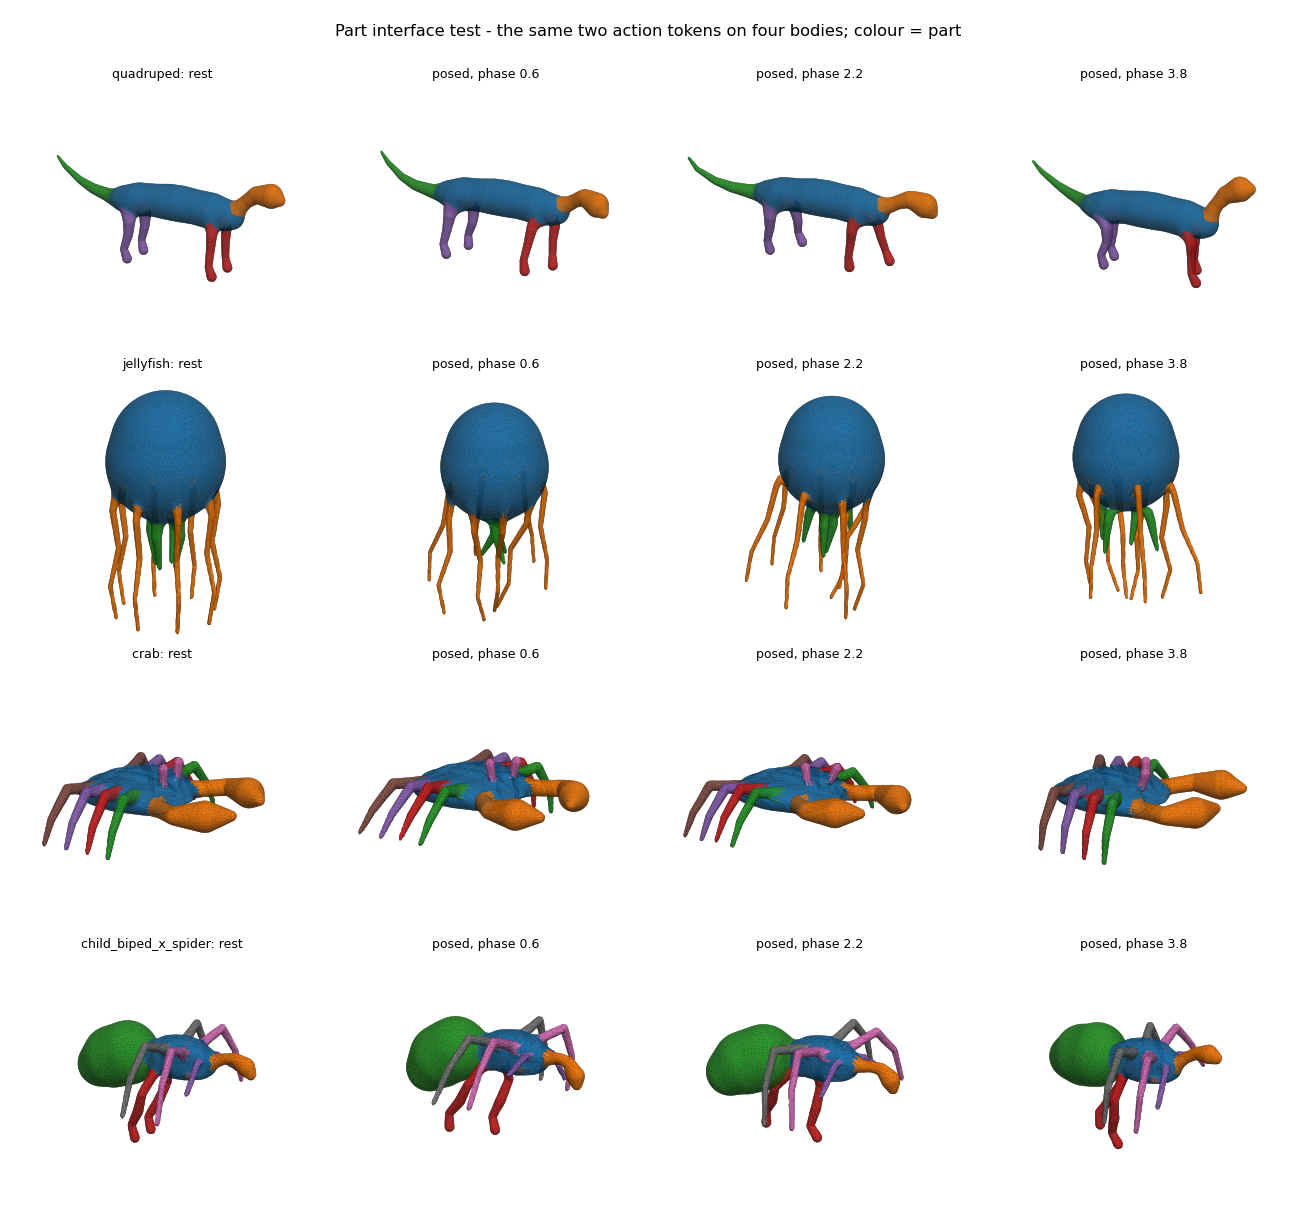 Part interface test - the same two action tokens on four bodies; colour = part
quadruped: rest
posed, phase 0.6
posed, phase 2.2
posed, phase 3.8
jellyfish: rest
posed, phase 0.6
posed, phase 2.2
posed, phase 3.8
crab: rest
posed, phase 0.6
posed, phase 2.2
posed, phase 3.8
child_biped_x_spider: rest
posed, phase 0.6
posed, phase 2.2
posed, phase 3.8